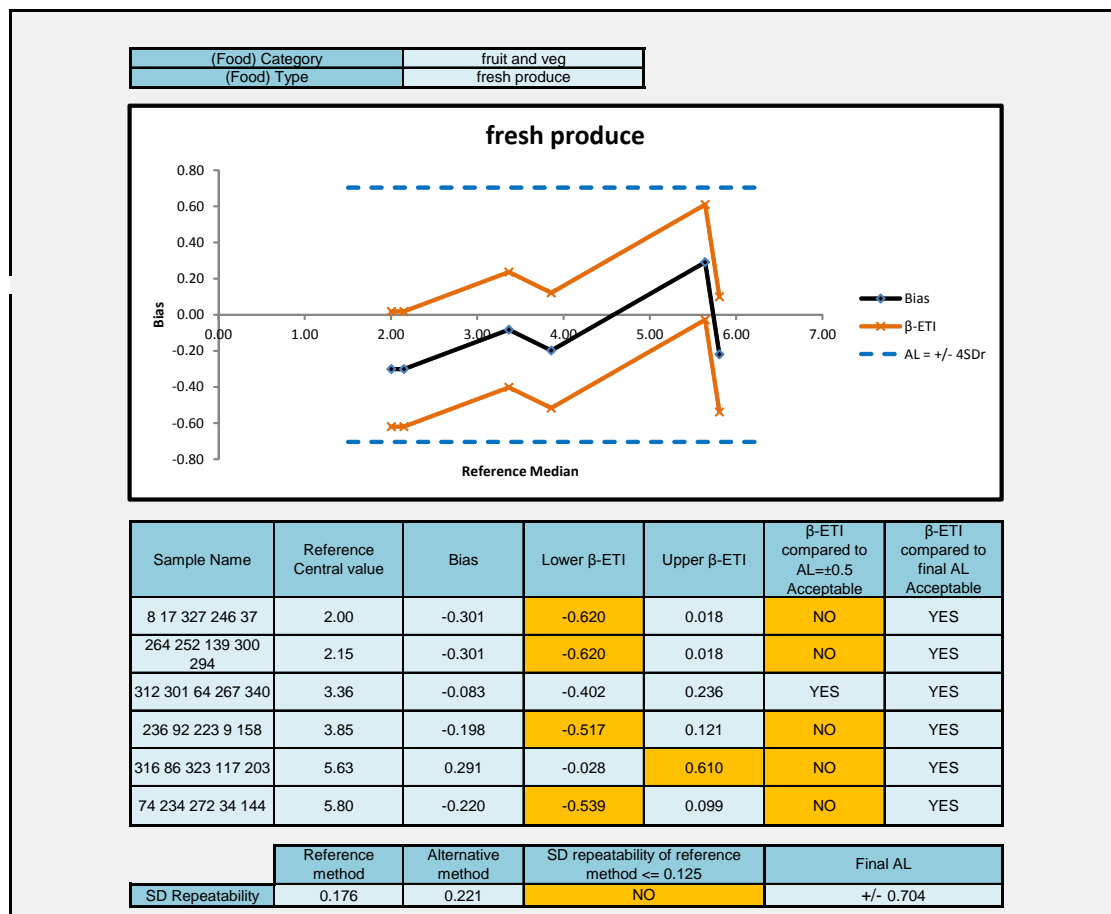 (Food) Category fruit and veg
(Food) Type fresh produce
fresh produce
0.80
0.60
0.40
0.20
0.00
-0.20
-0.40
-0.60
-0.80
0.00 1.00 2.00 3.00 4.00 5.00 6.00 7.00
Bias
Reference Median
Bias
β-ETI
AL = +/- 4SDr
Sample Name Reference Central value Bias Lower β-ETI Upper β-ETI β-ETI compared to AL=±0.5 Acceptable β-ETI compared to final AL Acceptable
8 17 327 246 37 2.00 -0.301 -0.620 0.018 NO YES
264 252 139 300 294 2.15 -0.301 -0.620 0.018 NO YES
312 301 64 267 340 3.36 -0.083 -0.402 0.236 YES YES
236 92 223 9 158 3.85 -0.198 -0.517 0.121 NO YES
316 86 323 117 203 5.63 0.291 -0.028 0.610 NO YES
74 234 272 34 144 5.80 -0.220 -0.539 0.099 NO YES
Reference method Alternative method SD repeatability of reference method <= 0.125 Final AL
SD Repeatability 0.176 0.221 NO +/- 0.704